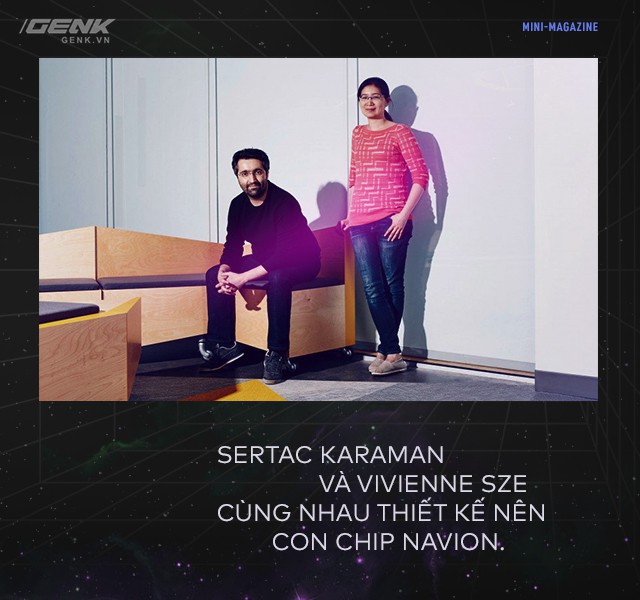 GENK
GENK.VN
MINI-MAGAZINE
SERTAC KARAMAN
VÀ VIVIENNE SZE
CÙNG NHAU THIẾT KẾ NÊN
CON CHIP NAVION.